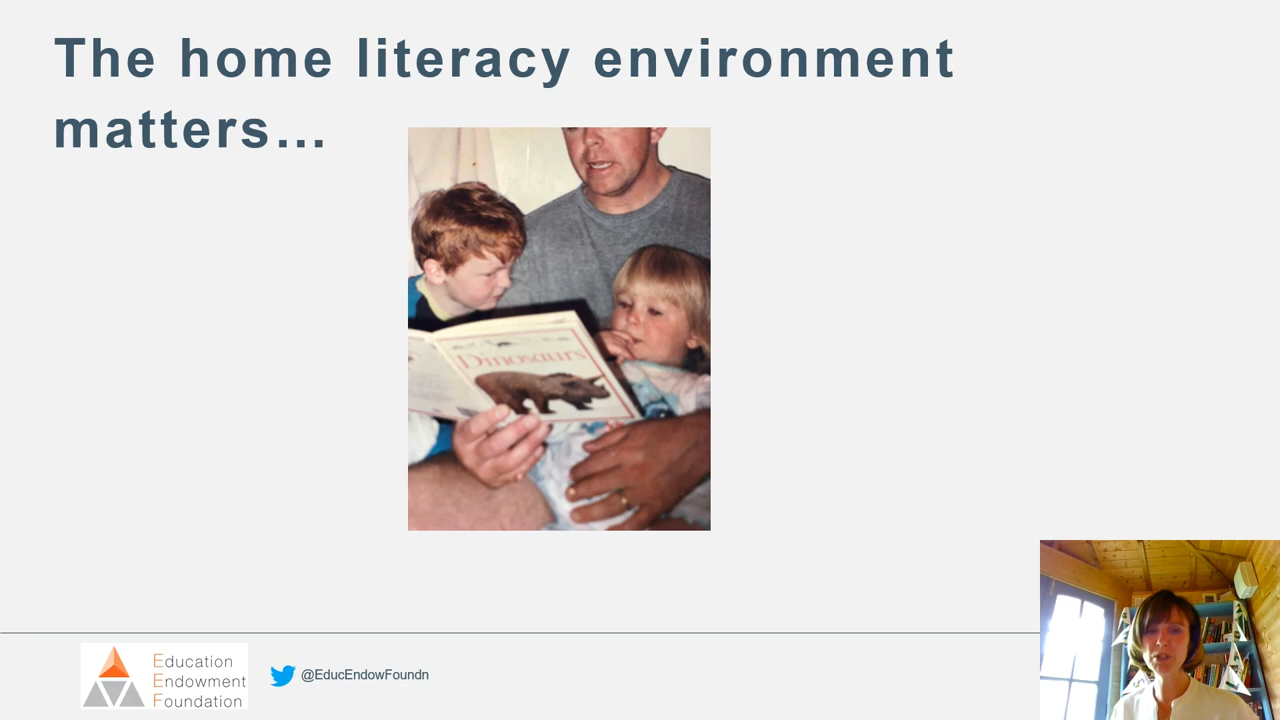 The home literacy environment
matters...
Dinosaurs
Education
Endowment
Foundation
@EducEndowFoundn